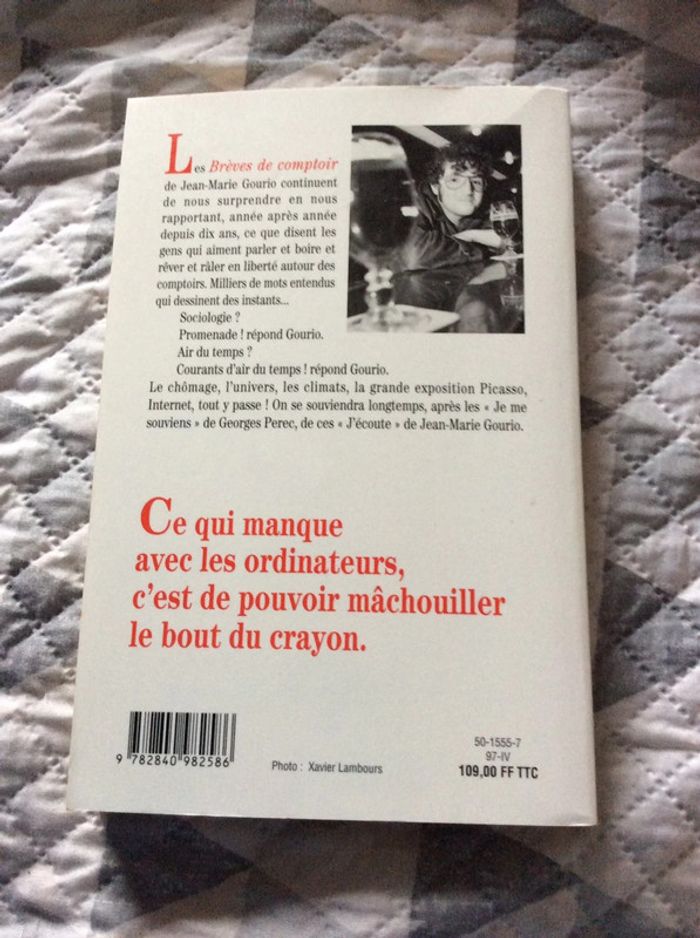 Les Brèves de comptoir
de Jean-Marie Gourio continuent
de nous surprendre en nous
rapportant, année après année
depuis dix ans, ce que disent les
gens qui aiment parler et boire et
rêver et râler en liberté autour des
comptoirs. Milliers de mots entendus
qui dessinent des instants...
Sociologie ?
Promenade ! répond Gourio.
Air du temps ?
Courants d'air du temps ! répond Gourio.
Le chômage, l'univers, les climats, la grande exposition Picasso,
Internet, tout y passe ! On se souviendra longtemps, après les « Je me
souviens » de Georges Perec, de ces « J'écoute » de Jean-Marie Gourio.
Ce qui manque
avec les ordinateurs,
c'est de pouvoir mâchouiller
le bout du crayon.
9 782840 982586
Photo : Xavier Lambours
50-1555-7
97-IV
109,00 FF TTC